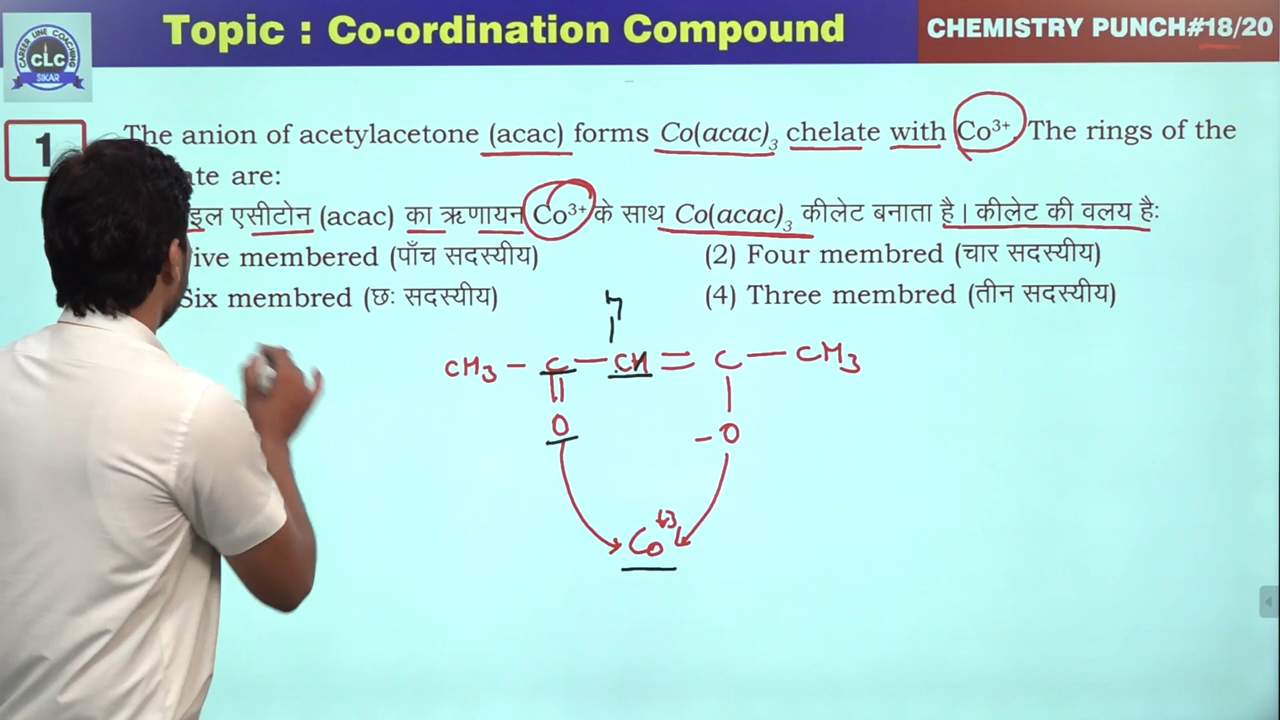 Topic : Co-ordination Compound
CHEMISTRY PUNCH#18/20
CAREER LINE COACHING
CLC
SIKAR
1
The anion of acetylacetone (acac) forms Co(acac)₃ chelate with Co³⁺. The rings of the
are:
एसीटोन (acac) का ऋणायन Co³⁺ के साथ Co(acac)₃ कीलेट बनाता है। कीलेट की वलय है:
membered (पाँच सदस्यीय) (2) Four membred (चार सदस्यीय)
Six membred (छः सदस्यीय) (4) Three membred (तीन सदस्यीय)
CH3 - C - CH = C - CH3
O -O
Co+3